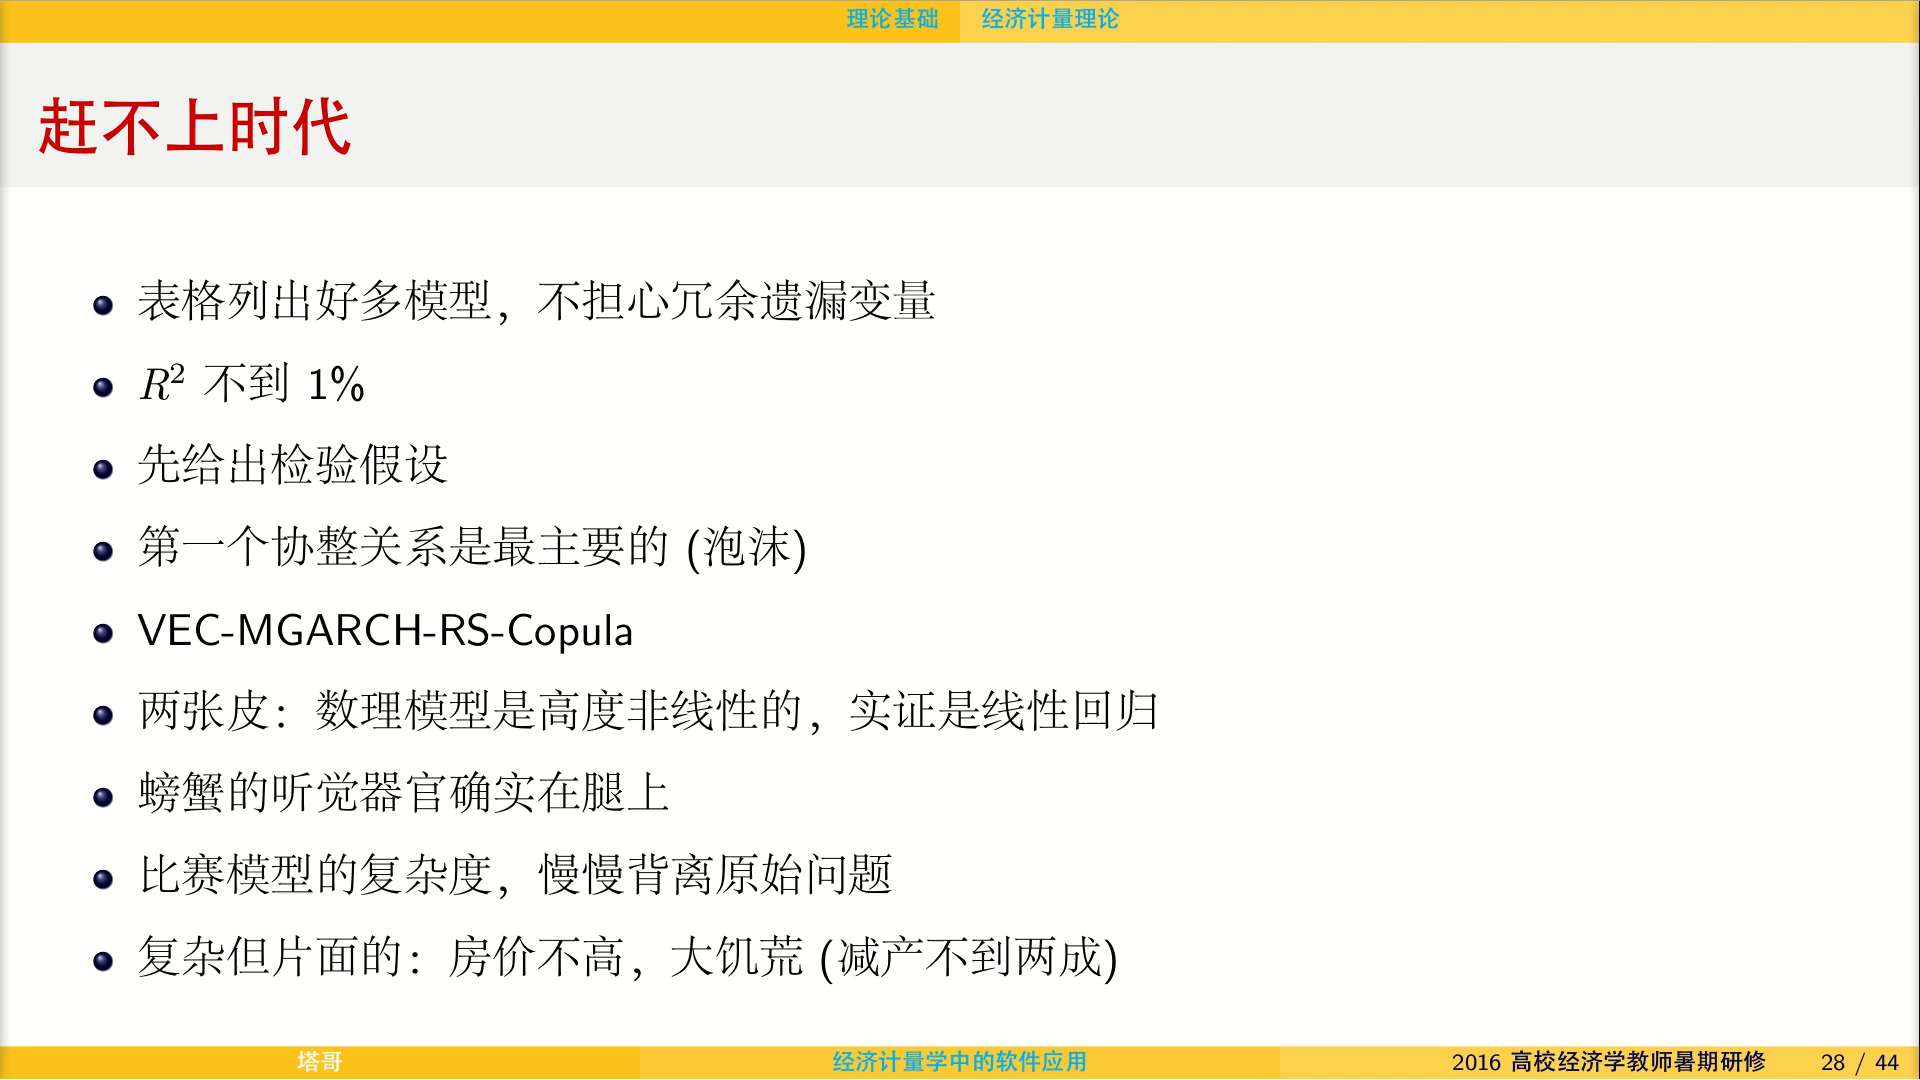 理论基础 经济计量理论
赶不上时代
表格列出好多模型，不担心冗余遗漏变量
R² 不到 1%
先给出检验假设
第一个协整关系是最主要的 (泡沫)
VEC-MGARCH-RS-Copula
两张皮：数理模型是高度非线性的，实证是线性回归
螃蟹的听觉器官确实在腿上
比赛模型的复杂度，慢慢背离原始问题
复杂但片面的：房价不高，大饥荒 (减产不到两成)
塔哥 经济计量学中的软件应用 2016 高校经济学教师暑期研修 28 / 44